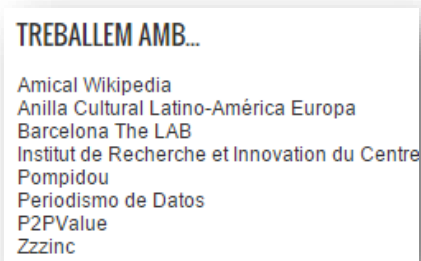 TREBALLEM AMB...
Amical Wikipedia
Anilla Cultural Latino-América Europa
Barcelona The LAB
Institut de Recherche et Innovation du Centre
Pompidou
Periodismo de Datos
P2PValue
Zzzinc